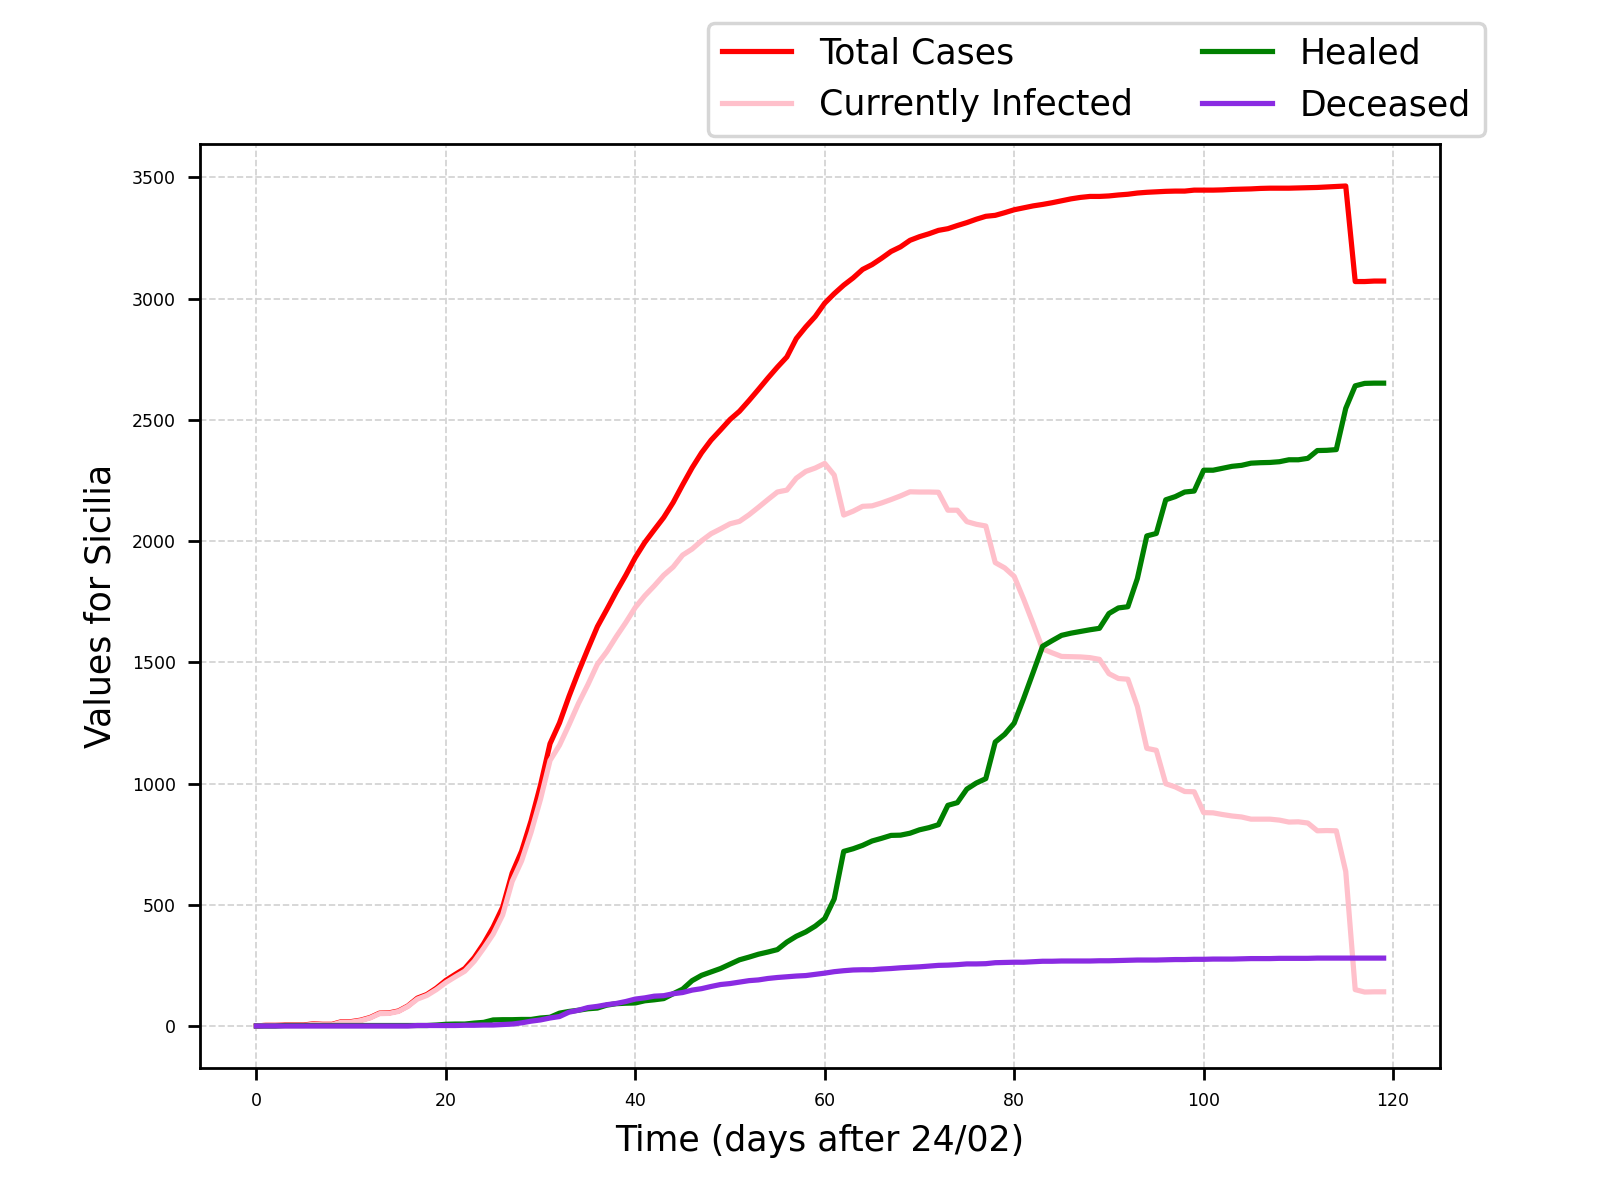 Total Cases
Currently Infected
Healed
Deceased
3500
3000
2500
2000
1500
1000
500
0
Values for Sicilia
0 20 40 60 80 100 120
Time (days after 24/02)